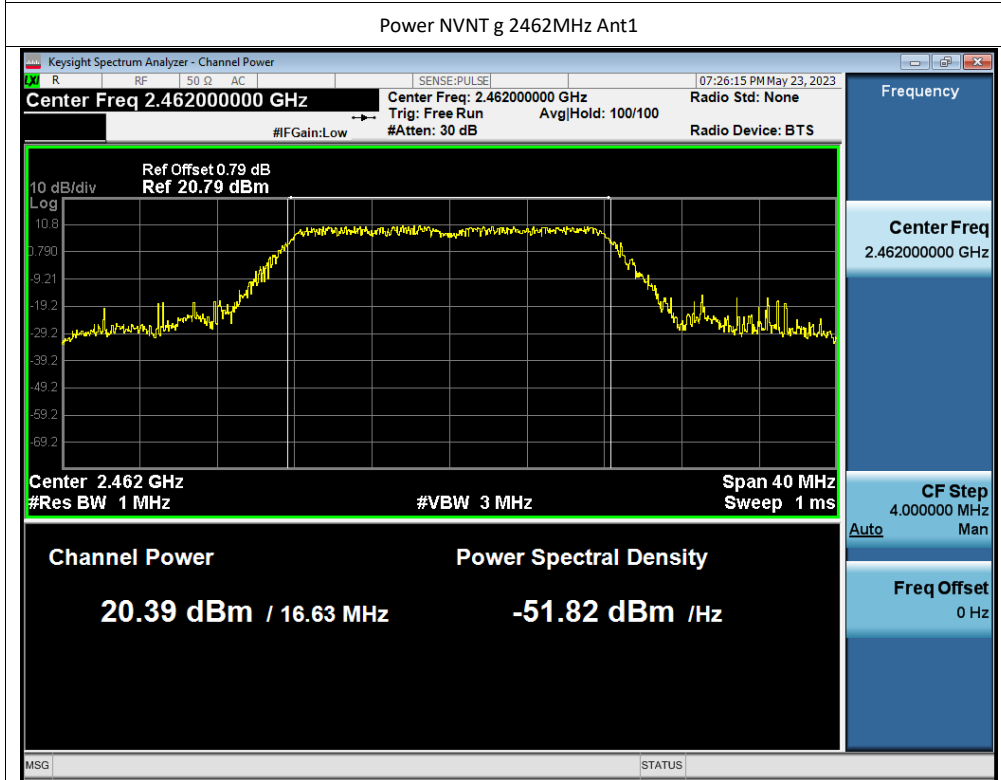 Power NVNT g 2462MHz Ant1
Keysight Spectrum Analyzer - Channel Power
LXI R RF 50 Ω AC SENSE:PULSE 07:26:15 PM May 23, 2023
Center Freq 2.462000000 GHz Center Freq: 2.462000000 GHz Radio Std: None
Trig: Free Run Avg|Hold: 100/100
#IFGain:Low #Atten: 30 dB Radio Device: BTS
Ref Offset 0.79 dB
10 dB/div Ref 20.79 dBm
Log
10.8
0.790
-9.21
-19.2
-29.2
-39.2
-49.2
-59.2
-69.2
Center 2.462 GHz Span 40 MHz
#Res BW 1 MHz #VBW 3 MHz Sweep 1 ms
Channel Power Power Spectral Density
20.39 dBm / 16.63 MHz -51.82 dBm /Hz
Frequency
Center Freq
2.462000000 GHz
CF Step
4.000000 MHz
Auto Man
Freq Offset
0 Hz
MSG STATUS